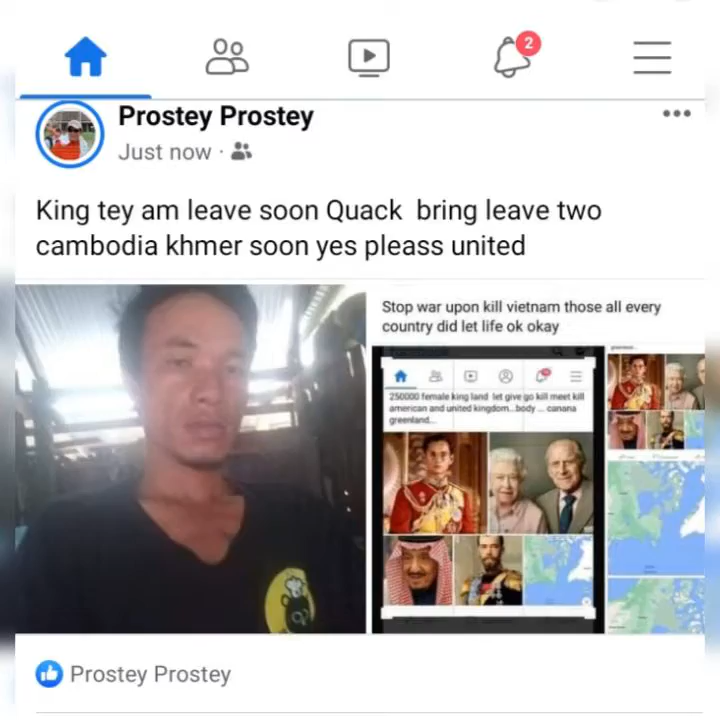 2
Prostey Prostey
Just now ·
King tey am leave soon Quack bring leave two
cambodia khmer soon yes pleass united
Stop war upon kill vietnam those all every
country did let life ok okay
250000 female king land let give go kill meet kill
american and united kingdom...body ... canana
greenland...
greenland...
Prostey Prostey